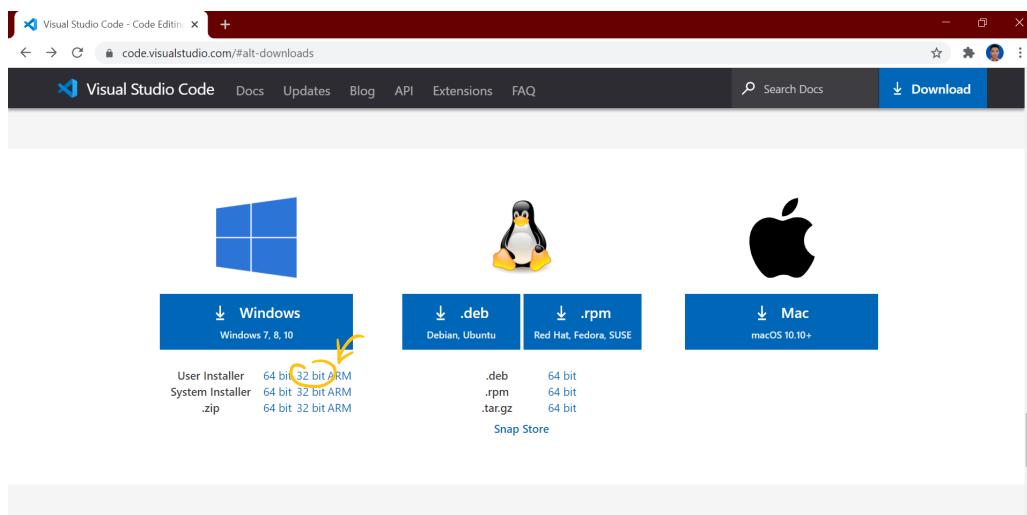 Visual Studio Code - Code Editin
code.visualstudio.com/#alt-downloads
Visual Studio Code Docs Updates Blog API Extensions FAQ Search Docs Download
Windows
Windows 7, 8, 10
.deb
Debian, Ubuntu
.rpm
Red Hat, Fedora, SUSE
Mac
macOS 10.10+
User Installer 64 bit 32 bit ARM
System Installer 64 bit 32 bit ARM
.zip 64 bit 32 bit ARM
.deb 64 bit
.rpm 64 bit
.tar.gz 64 bit
Snap Store